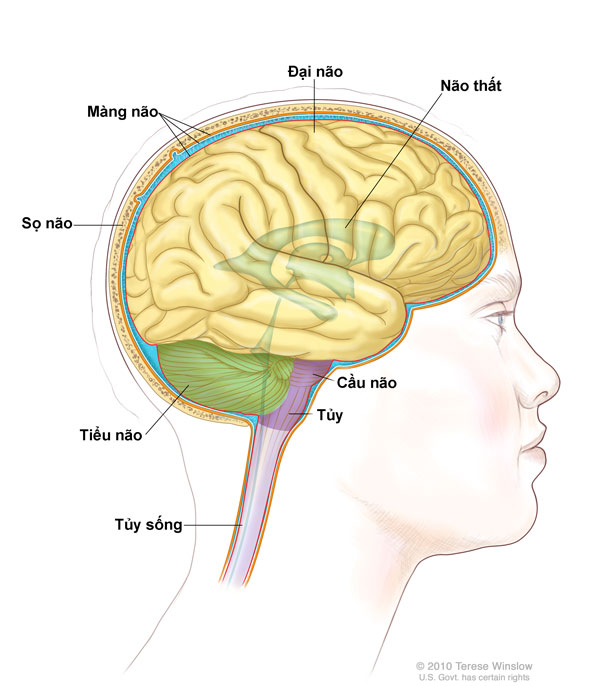 Đại não
Não thất
Màng não
Sọ não
Cầu não
Tủy
Tiểu não
Tủy sống
© 2010 Terese Winslow
U.S. Govt. has certain rights